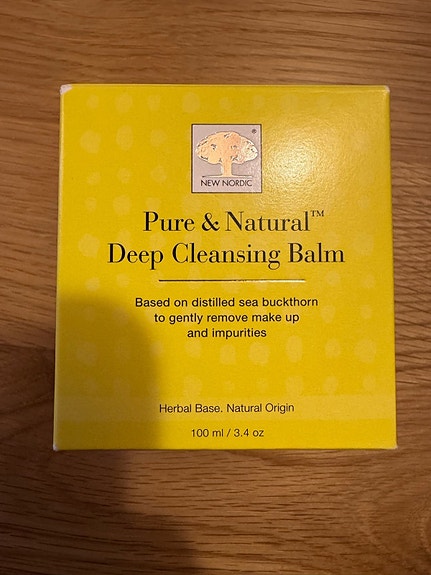 ®
NEW NORDIC
Pure & Natural™
Deep Cleansing Balm
Based on distilled sea buckthorn
to gently remove make up
and impurities
Herbal Base. Natural Origin
100 ml / 3.4 oz